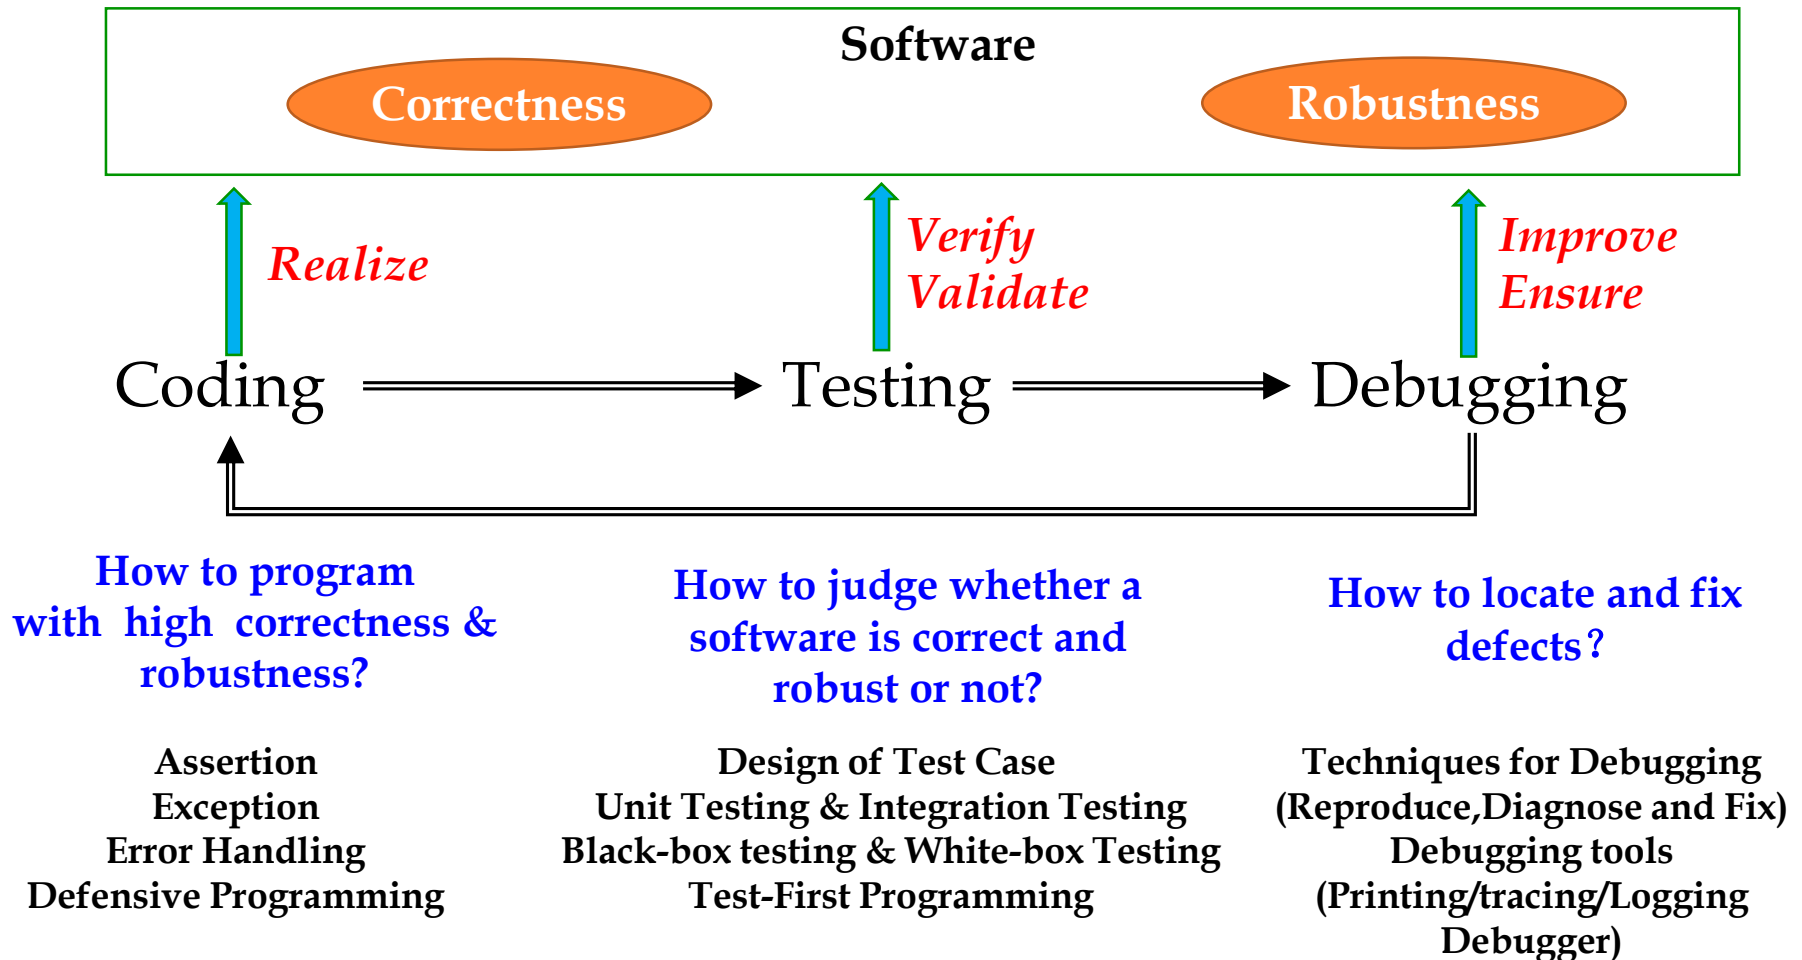 Software
Correctness
Robustness
Realize
Verify
Validate
Improve
Ensure
Coding
Testing
Debugging
How to program
with high correctness &
robustness?
How to judge whether a
software is correct and
robust or not?
How to locate and fix
defects？
Assertion
Exception
Error Handling
Defensive Programming
Design of Test Case
Unit Testing & Integration Testing
Black-box testing & White-box Testing
Test-First Programming
Techniques for Debugging
(Reproduce,Diagnose and Fix)
Debugging tools
(Printing/tracing/Logging
Debugger)